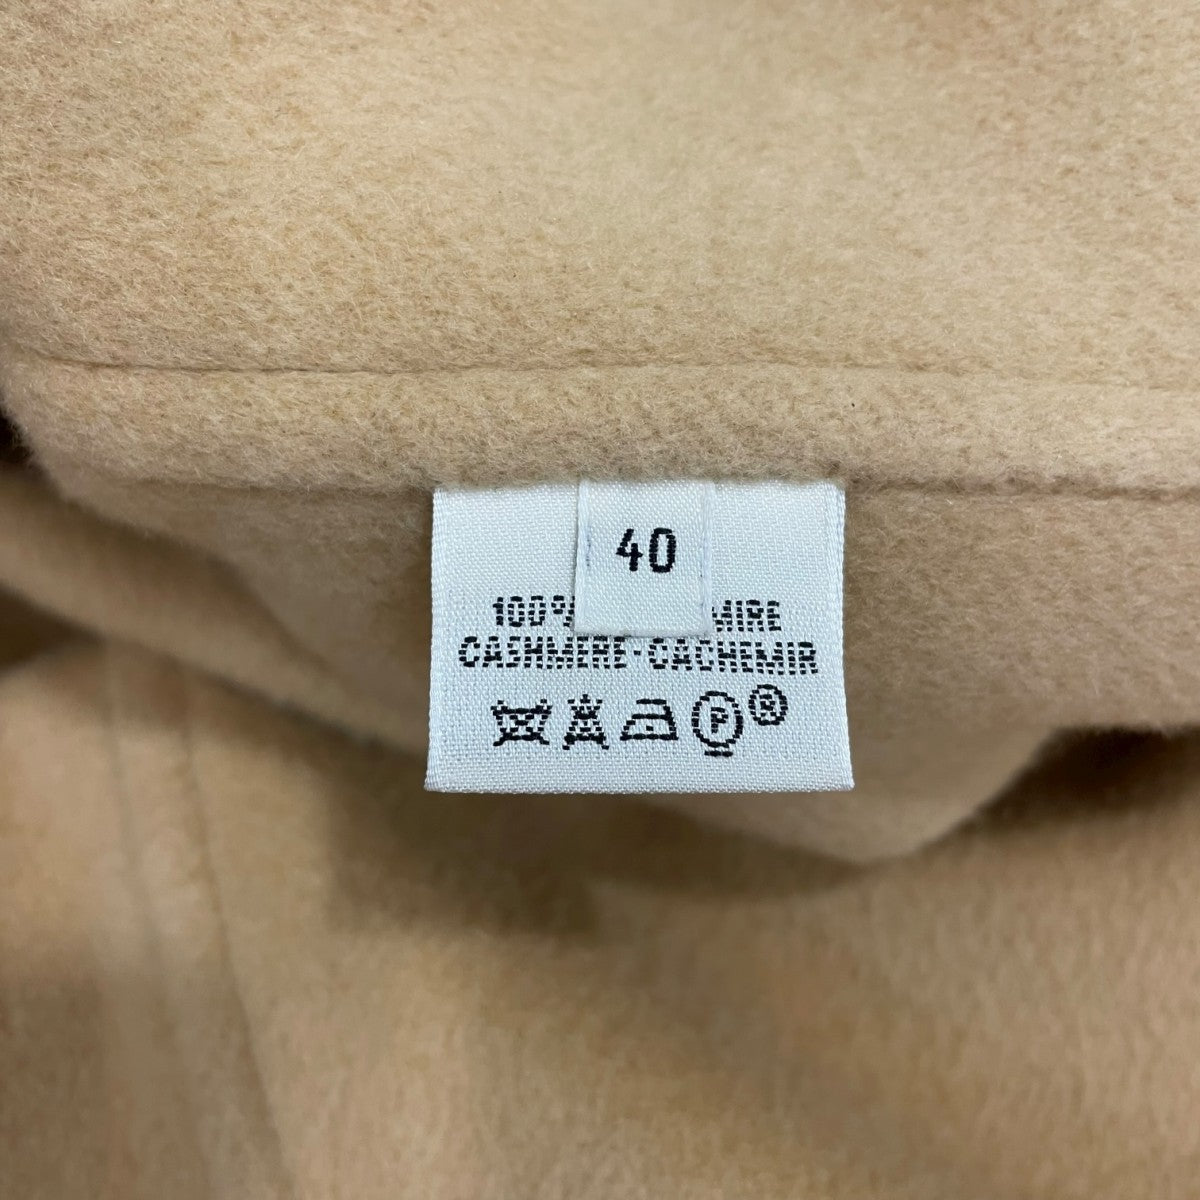 40
100% MIRE
CASHMERE-CACHEMIR
P ®